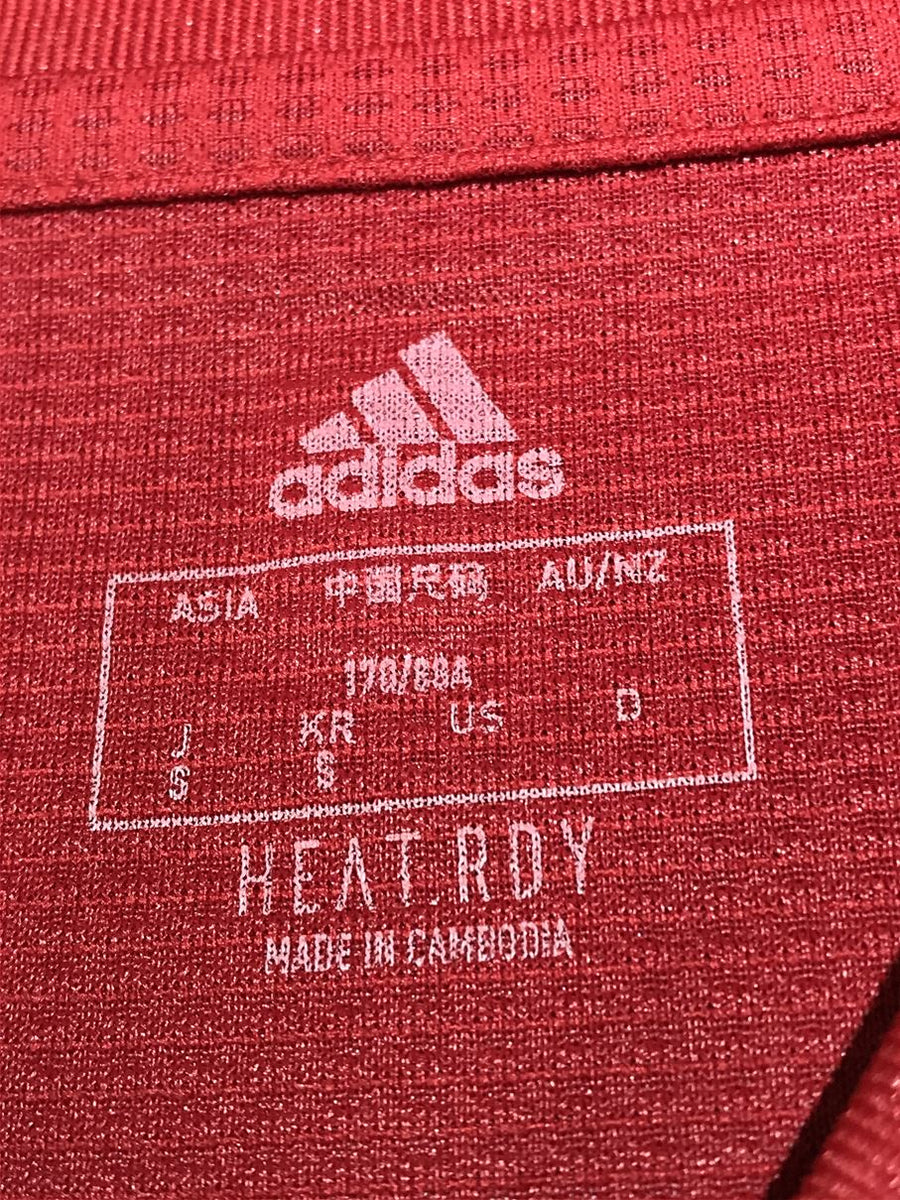 adidas
ASIA 中国尺码 AU/NZ
170/88A
J KR US D
S S
HEAT.RDY
MADE IN CAMBODIA